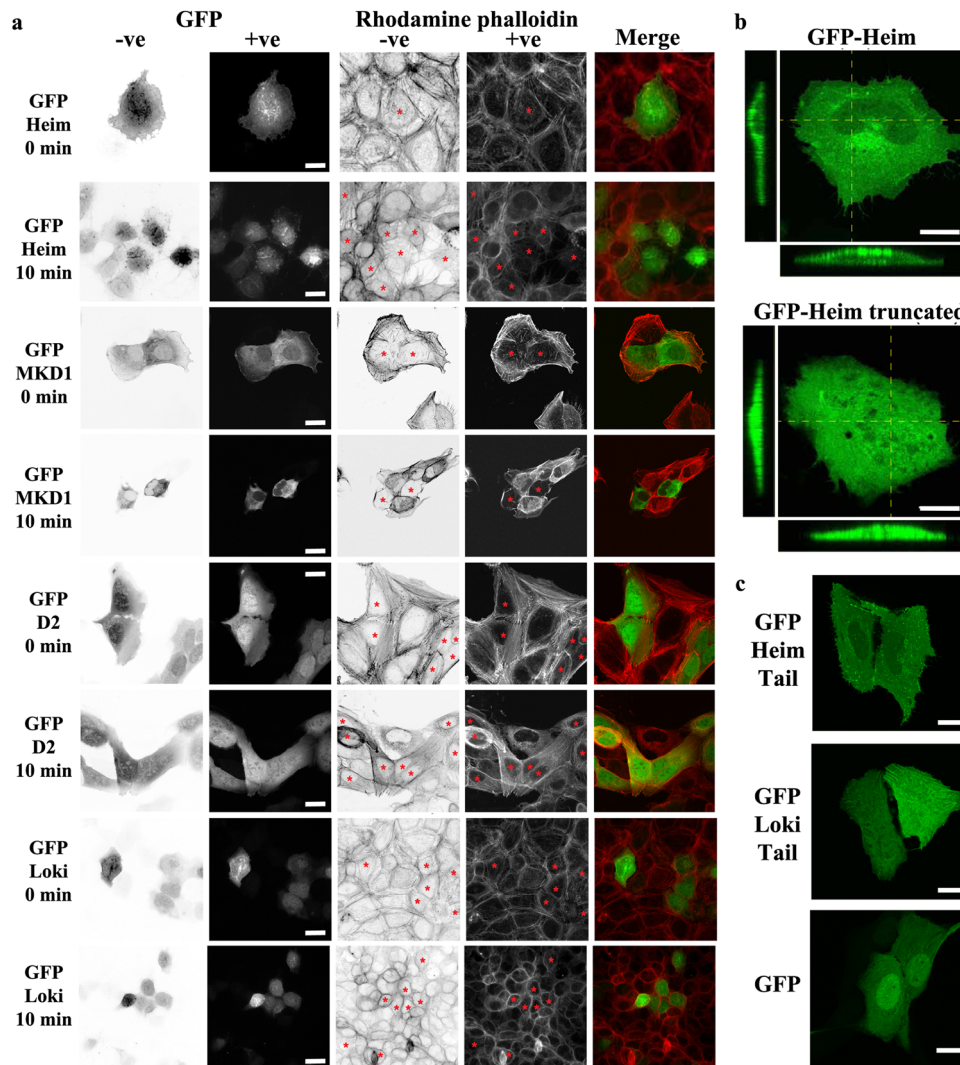 a
GFP
Rhodamine phalloidin
-ve
+ve
-ve
+ve
Merge
GFP
Heim
0 min
GFP
Heim
10 min
GFP
MKD1
0 min
GFP
MKD1
10 min
GFP
D2
0 min
GFP
D2
10 min
GFP
Loki
0 min
GFP
Loki
10 min
b
GFP-Heim
GFP-Heim truncated
c
GFP
Heim
Tail
GFP
Loki
Tail
GFP